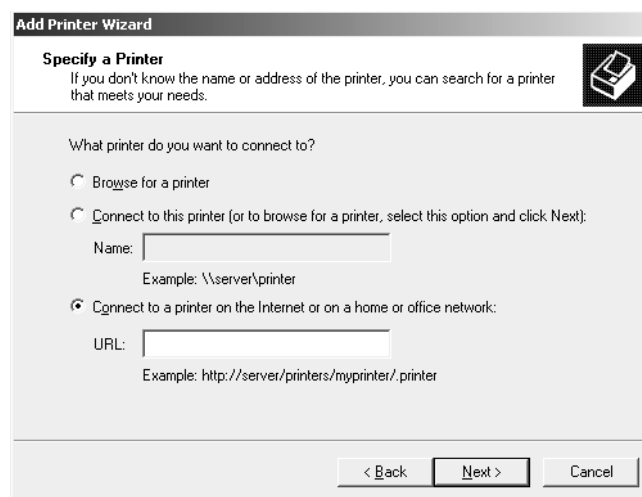 Add Printer Wizard
Specify a Printer
If you don't know the name or address of the printer, you can search for a printer
that meets your needs.
What printer do you want to connect to?
Browse for a printer
Connect to this printer (or to browse for a printer, select this option and click Next):
Name:
Example: \\server\printer
Connect to a printer on the Internet or on a home or office network:
URL:
Example: http://server/printers/myprinter/.printer
< Back Next > Cancel